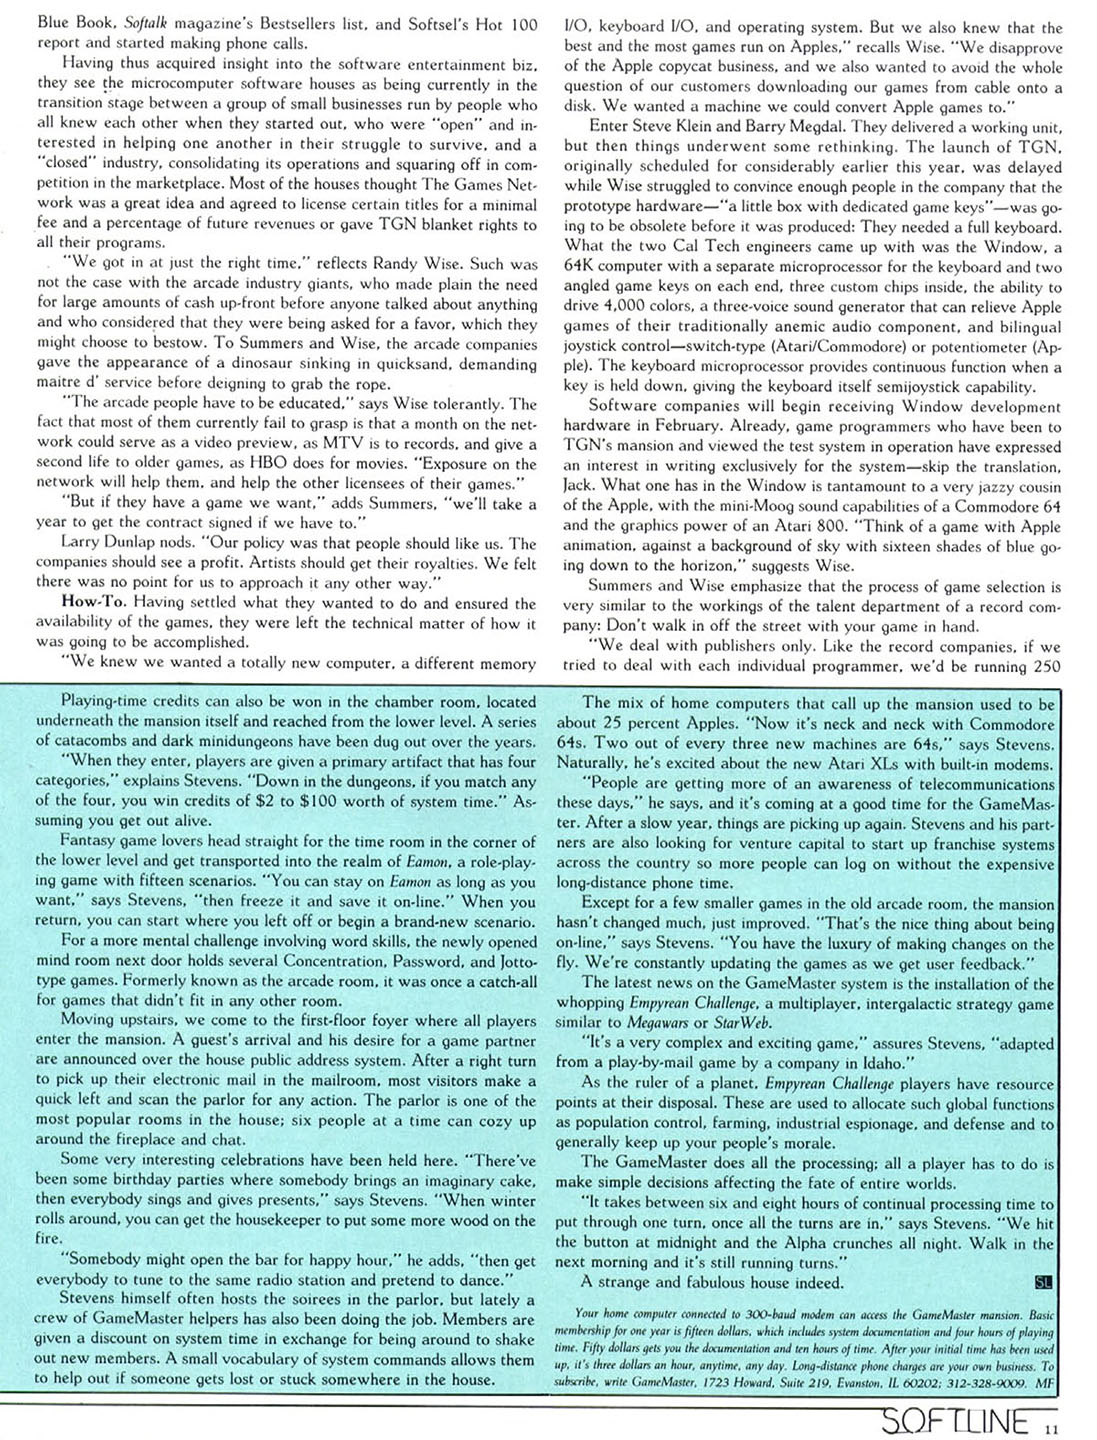 Blue Book, Softalk magazine's Bestsellers list, and Softsel's Hot 100
report and started making phone calls.
Having thus acquired insight into the software entertainment biz,
they see the microcomputer software houses as being currently in the
transition stage between a group of small businesses run by people who
all knew each other when they started out, who were "open" and in-
terested in helping one another in their struggle to survive, and a
"closed" industry, consolidating its operations and squaring off in com-
petition in the marketplace. Most of the houses thought The Games Net-
work was a great idea and agreed to license certain titles for a minimal
fee and a percentage of future revenues or gave TGN blanket rights to
all their programs.
"We got in at just the right time," reflects Randy Wise. Such was
not the case with the arcade industry giants, who made plain the need
for large amounts of cash up-front before anyone talked about anything
and who considered that they were being asked for a favor, which they
might choose to bestow. To Summers and Wise, the arcade companies
gave the appearance of a dinosaur sinking in quicksand, demanding
maitre d' service before deigning to grab the rope.
"The arcade people have to be educated," says Wise tolerantly. The
fact that most of them currently fail to grasp is that a month on the net-
work could serve as a video preview, as MTV is to records, and give a
second life to older games, as HBO does for movies. "Exposure on the
network will help them, and help the other licensees of their games."
"But if they have a game we want," adds Summers, "we'll take a
year to get the contract signed if we have to."
Larry Dunlap nods. "Our policy was that people should like us. The
companies should see a profit. Artists should get their royalties. We felt
there was no point for us to approach it any other way."
How-To. Having settled what they wanted to do and ensured the
availability of the games, they were left the technical matter of how it
was going to be accomplished.
"We knew we wanted a totally new computer, a different memory
I/O, keyboard I/O, and operating system. But we also knew that the
best and the most games run on Apples," recalls Wise. "We disapprove
of the Apple copycat business, and we also wanted to avoid the whole
question of our customers downloading our games from cable onto a
disk. We wanted a machine we could convert Apple games to."
Enter Steve Klein and Barry Megdal. They delivered a working unit,
but then things underwent some rethinking. The launch of TGN,
originally scheduled for considerably earlier this year, was delayed
while Wise struggled to convince enough people in the company that the
prototype hardware—"a little box with dedicated game keys"—was go-
ing to be obsolete before it was produced: They needed a full keyboard.
What the two Cal Tech engineers came up with was the Window, a
64K computer with a separate microprocessor for the keyboard and two
angled game keys on each end, three custom chips inside, the ability to
drive 4,000 colors, a three-voice sound generator that can relieve Apple
games of their traditionally anemic audio component, and bilingual
joystick control—switch-type (Atari/Commodore) or potentiometer (Ap-
ple). The keyboard microprocessor provides continuous function when a
key is held down, giving the keyboard itself semijoystick capability.
Software companies will begin receiving Window development
hardware in February. Already, game programmers who have been to
TGN's mansion and viewed the test system in operation have expressed
an interest in writing exclusively for the system—skip the translation,
Jack. What one has in the Window is tantamount to a very jazzy cousin
of the Apple, with the mini-Moog sound capabilities of a Commodore 64
and the graphics power of an Atari 800. "Think of a game with Apple
animation, against a background of sky with sixteen shades of blue go-
ing down to the horizon," suggests Wise.
Summers and Wise emphasize that the process of game selection is
very similar to the workings of the talent department of a record com-
pany: Don't walk in off the street with your game in hand.
"We deal with publishers only. Like the record companies, if we
tried to deal with each individual programmer, we'd be running 250
Playing-time credits can also be won in the chamber room, located
underneath the mansion itself and reached from the lower level. A series
of catacombs and dark minidungeons have been dug out over the years.
"When they enter, players are given a primary artifact that has four
categories," explains Stevens. "Down in the dungeons, if you match any
of the four, you win credits of $2 to $100 worth of system time." As-
suming you get out alive.
Fantasy game lovers head straight for the time room in the corner of
the lower level and get transported into the realm of Eamon, a role-play-
ing game with fifteen scenarios. "You can stay on Eamon as long as you
want," says Stevens, "then freeze it and save it on-line." When you
return, you can start where you left off or begin a brand-new scenario.
For a more mental challenge involving word skills, the newly opened
mind room next door holds several Concentration, Password, and Jotto-
type games. Formerly known as the arcade room, it was once a catch-all
for games that didn't fit in any other room.
Moving upstairs, we come to the first-floor foyer where all players
enter the mansion. A guest's arrival and his desire for a game partner
are announced over the house public address system. After a right turn
to pick up their electronic mail in the mailroom, most visitors make a
quick left and scan the parlor for any action. The parlor is one of the
most popular rooms in the house; six people at a time can cozy up
around the fireplace and chat.
Some very interesting celebrations have been held here. "There've
been some birthday parties where somebody brings an imaginary cake,
then everybody sings and gives presents," says Stevens. "When winter
rolls around, you can get the housekeeper to put some more wood on the
fire.
"Somebody might open the bar for happy hour," he adds, "then get
everybody to tune to the same radio station and pretend to dance."
Stevens himself often hosts the soirees in the parlor, but lately a
crew of GameMaster helpers has also been doing the job. Members are
given a discount on system time in exchange for being around to shake
out new members. A small vocabulary of system commands allows them
to help out if someone gets lost or stuck somewhere in the house.
The mix of home computers that call up the mansion used to be
about 25 percent Apples. "Now it's neck and neck with Commodore
64s. Two out of every three new machines are 64s," says Stevens.
Naturally, he's excited about the new Atari XLs with built-in modems.
"People are getting more of an awareness of telecommunications
these days," he says, and it's coming at a good time for the GameMas-
ter. After a slow year, things are picking up again. Stevens and his part-
ners are also looking for venture capital to start up franchise systems
across the country so more people can log on without the expensive
long-distance phone time.
Except for a few smaller games in the old arcade room, the mansion
hasn't changed much, just improved. "That's the nice thing about being
on-line," says Stevens. "You have the luxury of making changes on the
fly. We're constantly updating the games as we get user feedback."
The latest news on the GameMaster system is the installation of the
whopping Empyrean Challenge, a multiplayer, intergalactic strategy game
similar to Megawars or StarWeb.
"It's a very complex and exciting game," assures Stevens, "adapted
from a play-by-mail game by a company in Idaho."
As the ruler of a planet, Empyrean Challenge players have resource
points at their disposal. These are used to allocate such global functions
as population control, farming, industrial espionage, and defense and to
generally keep up your people's morale.
The GameMaster does all the processing; all a player has to do is
make simple decisions affecting the fate of entire worlds.
"It takes between six and eight hours of continual processing time to
put through one turn, once all the turns are in," says Stevens. "We hit
the button at midnight and the Alpha crunches all night. Walk in the
next morning and it's still running turns."
A strange and fabulous house indeed. SL
Your home computer connected to 300-baud modem can access the GameMaster mansion. Basic
membership for one year is fifteen dollars, which includes system documentation and four hours of playing
time. Fifty dollars gets you the documentation and ten hours of time. After your initial time has been used
up, it's three dollars an hour, anytime, any day. Long-distance phone charges are your own business. To
subscribe, write GameMaster, 1723 Howard, Suite 219, Evanston, IL 60202; 312-328-9009. MF
SOFTLINE 11